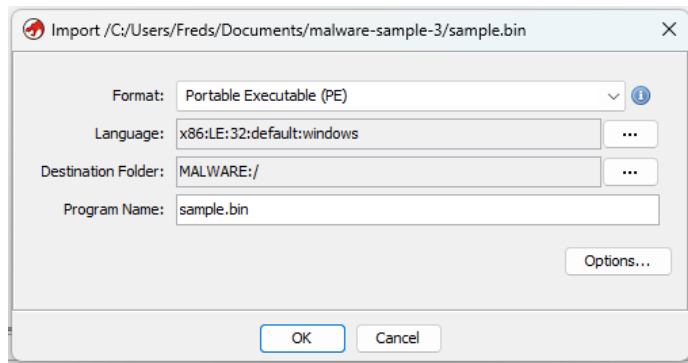 Import /C:/Users/Freds/Documents/malware-sample-3/sample.bin
Format: Portable Executable (PE)
Language: x86:LE:32:default:windows ...
Destination Folder: MALWARE:/ ...
Program Name: sample.bin
Options...
OK Cancel